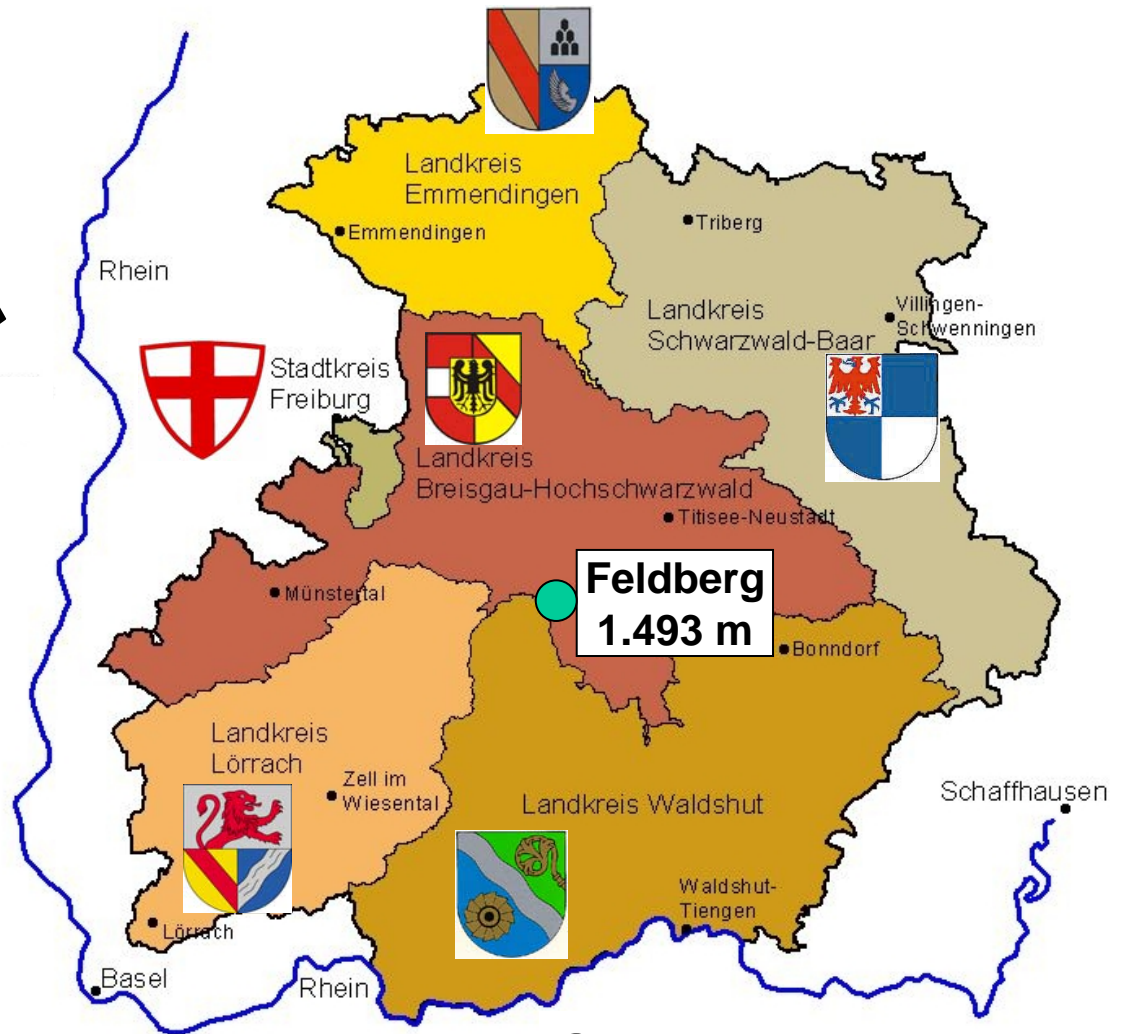 Landkreis
Emmendingen
Emmendingen
Triberg
Rhein
Landkreis
Schwarzwald-Baar
Villingen-
Schwenningen
Stadtkreis
Freiburg
Landkreis
Breisgau-Hochschwarzwald
Titisee-Neustadt
Münstertal
Feldberg
1.493 m
Bonndorf
Landkreis
Lörrach
Zell im
Wiesental
Landkreis Waldshut
Schaffhausen
Waldshut-
Tiengen
Lörrach
Basel
Rhein